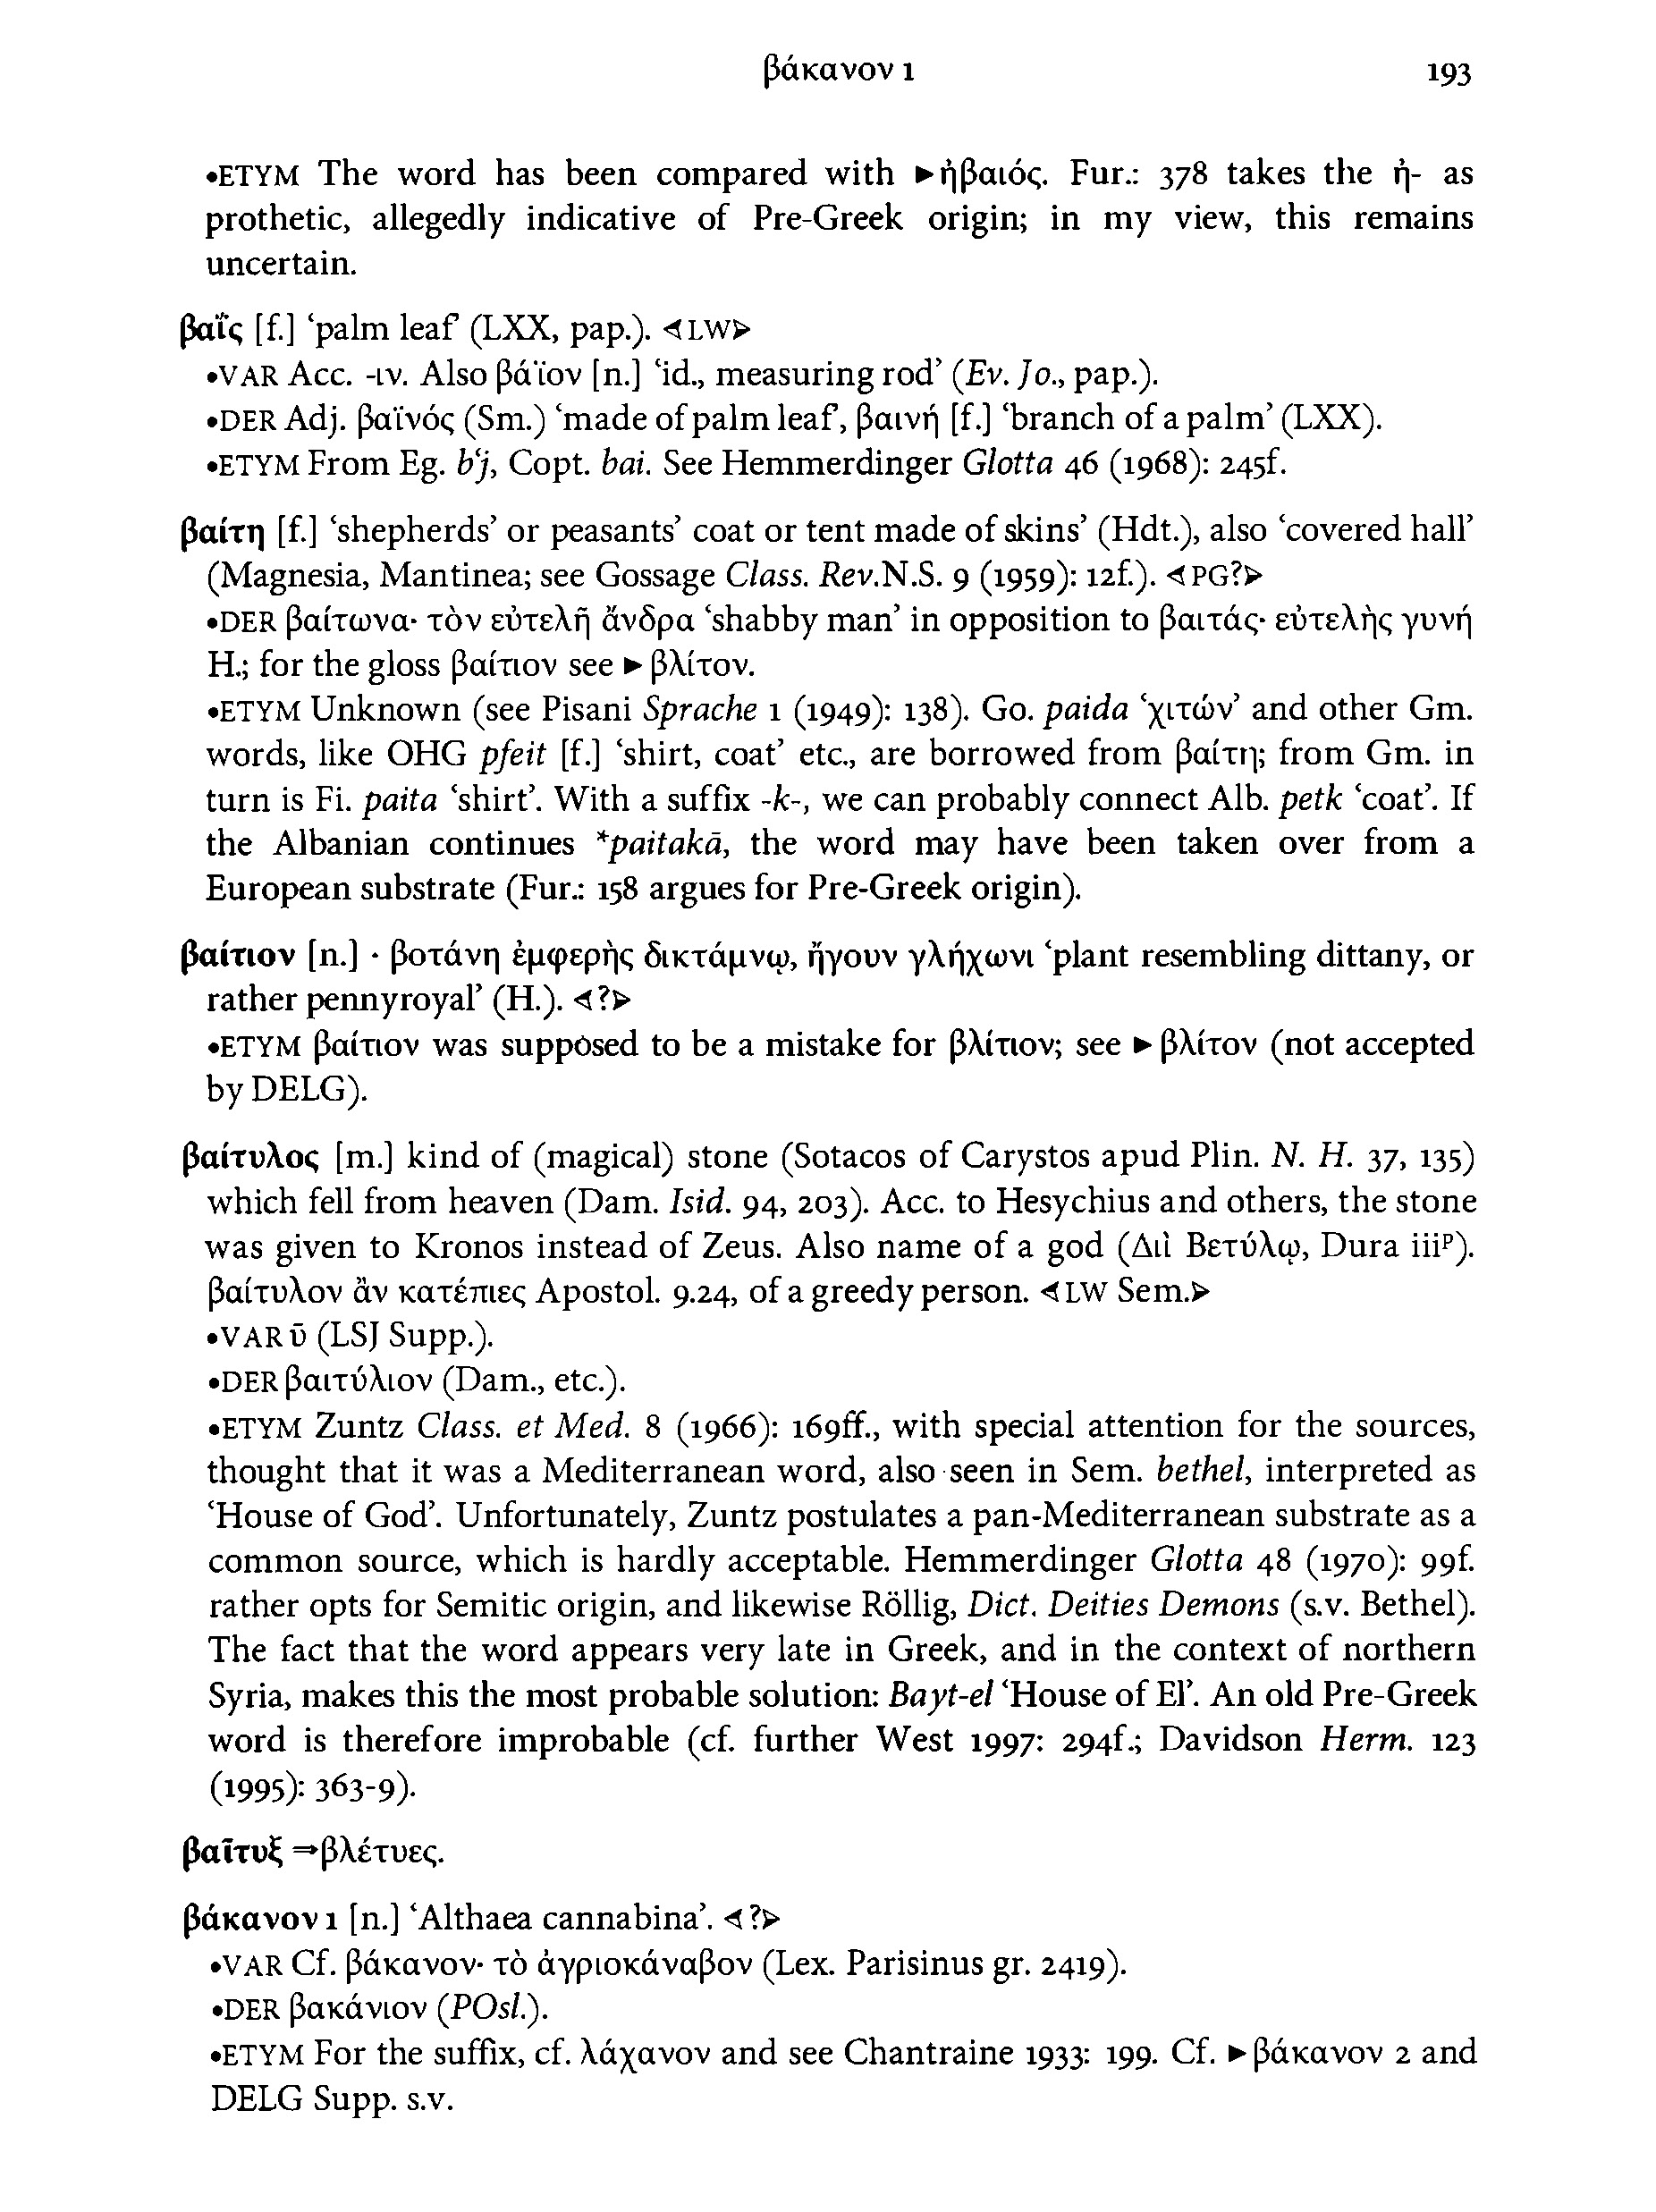 βάκανον 1
193
•ETYM The word has been compared with ►ἠβαιός. Fur.: 378 takes the ἠ- as
prothetic, allegedly indicative of Pre-Greek origin; in my view, this remains
uncertain.
βαΐς [f.] ‘palm leaf’ (LXX, pap.). ◁LW▷
•VAR Acc. -ιν. Also βάϊον [n.] ‘id., measuring rod’ (Ev. Jo., pap.).
•DER Adj. βαϊνός (Sm.) ‘made of palm leaf’, βαινή [f.] ‘branch of a palm’ (LXX).
•ETYM From Eg. b‘j, Copt. bai. See Hemmerdinger Glotta 46 (1968): 245f.
βαίτη [f.] ‘shepherds’ or peasants’ coat or tent made of skins’ (Hdt.), also ‘covered hall’
(Magnesia, Mantinea; see Gossage Class. Rev.N.S. 9 (1959): 12f.). ◁PG?▷
•DER βαίτωνα· τὸν εὐτελῆ ἄνδρα ‘shabby man’ in opposition to βαιτάς· εὐτελὴς γυνή
H.; for the gloss βαίτιον see ► βλίτον.
•ETYM Unknown (see Pisani Sprache 1 (1949): 138). Go. paida ‘χιτών’ and other Gm.
words, like OHG pfeit [f.] ‘shirt, coat’ etc., are borrowed from βαίτη; from Gm. in
turn is Fi. paita ‘shirt’. With a suffix -k-, we can probably connect Alb. petk ‘coat’. If
the Albanian continues *paitakā, the word may have been taken over from a
European substrate (Fur.: 158 argues for Pre-Greek origin).
βαίτιον [n.] · βοτάνη ἐμφερὴς δικτάμνῳ, ἤγουν γλήχωνι ‘plant resembling dittany, or
rather pennyroyal’ (H.). ◁?▷
•ETYM βαίτιον was supposed to be a mistake for βλίτιον; see ► βλίτον (not accepted
by DELG).
βαίτυλος [m.] kind of (magical) stone (Sotacos of Carystos apud Plin. N. H. 37, 135)
which fell from heaven (Dam. Isid. 94, 203). Acc. to Hesychius and others, the stone
was given to Kronos instead of Zeus. Also name of a god (Διὶ Βετύλῳ, Dura iiiᵖ).
βαίτυλον ἂν κατέπιες Apostol. 9.24, of a greedy person. ◁LW Sem.▷
•VAR ῡ (LSJ Supp.).
•DER βαιτύλιον (Dam., etc.).
•ETYM Zuntz Class. et Med. 8 (1966): 169ff., with special attention for the sources,
thought that it was a Mediterranean word, also seen in Sem. bethel, interpreted as
‘House of God’. Unfortunately, Zuntz postulates a pan-Mediterranean substrate as a
common source, which is hardly acceptable. Hemmerdinger Glotta 48 (1970): 99f.
rather opts for Semitic origin, and likewise Röllig, Dict. Deities Demons (s.v. Bethel).
The fact that the word appears very late in Greek, and in the context of northern
Syria, makes this the most probable solution: Bayt-el ‘House of El’. An old Pre-Greek
word is therefore improbable (cf. further West 1997: 294f.; Davidson Herm. 123
(1995): 363-9).
βαῖτυξ ⇒βλέτυες.
βάκανον 1 [n.] ‘Althaea cannabina’. ◁?▷
•VAR Cf. βάκανον· τὸ ἀγριοκάναβον (Lex. Parisinus gr. 2419).
•DER βακάνιον (POsl.).
•ETYM For the suffix, cf. λάχανον and see Chantraine 1933: 199. Cf. ►βάκανον 2 and
DELG Supp. s.v.